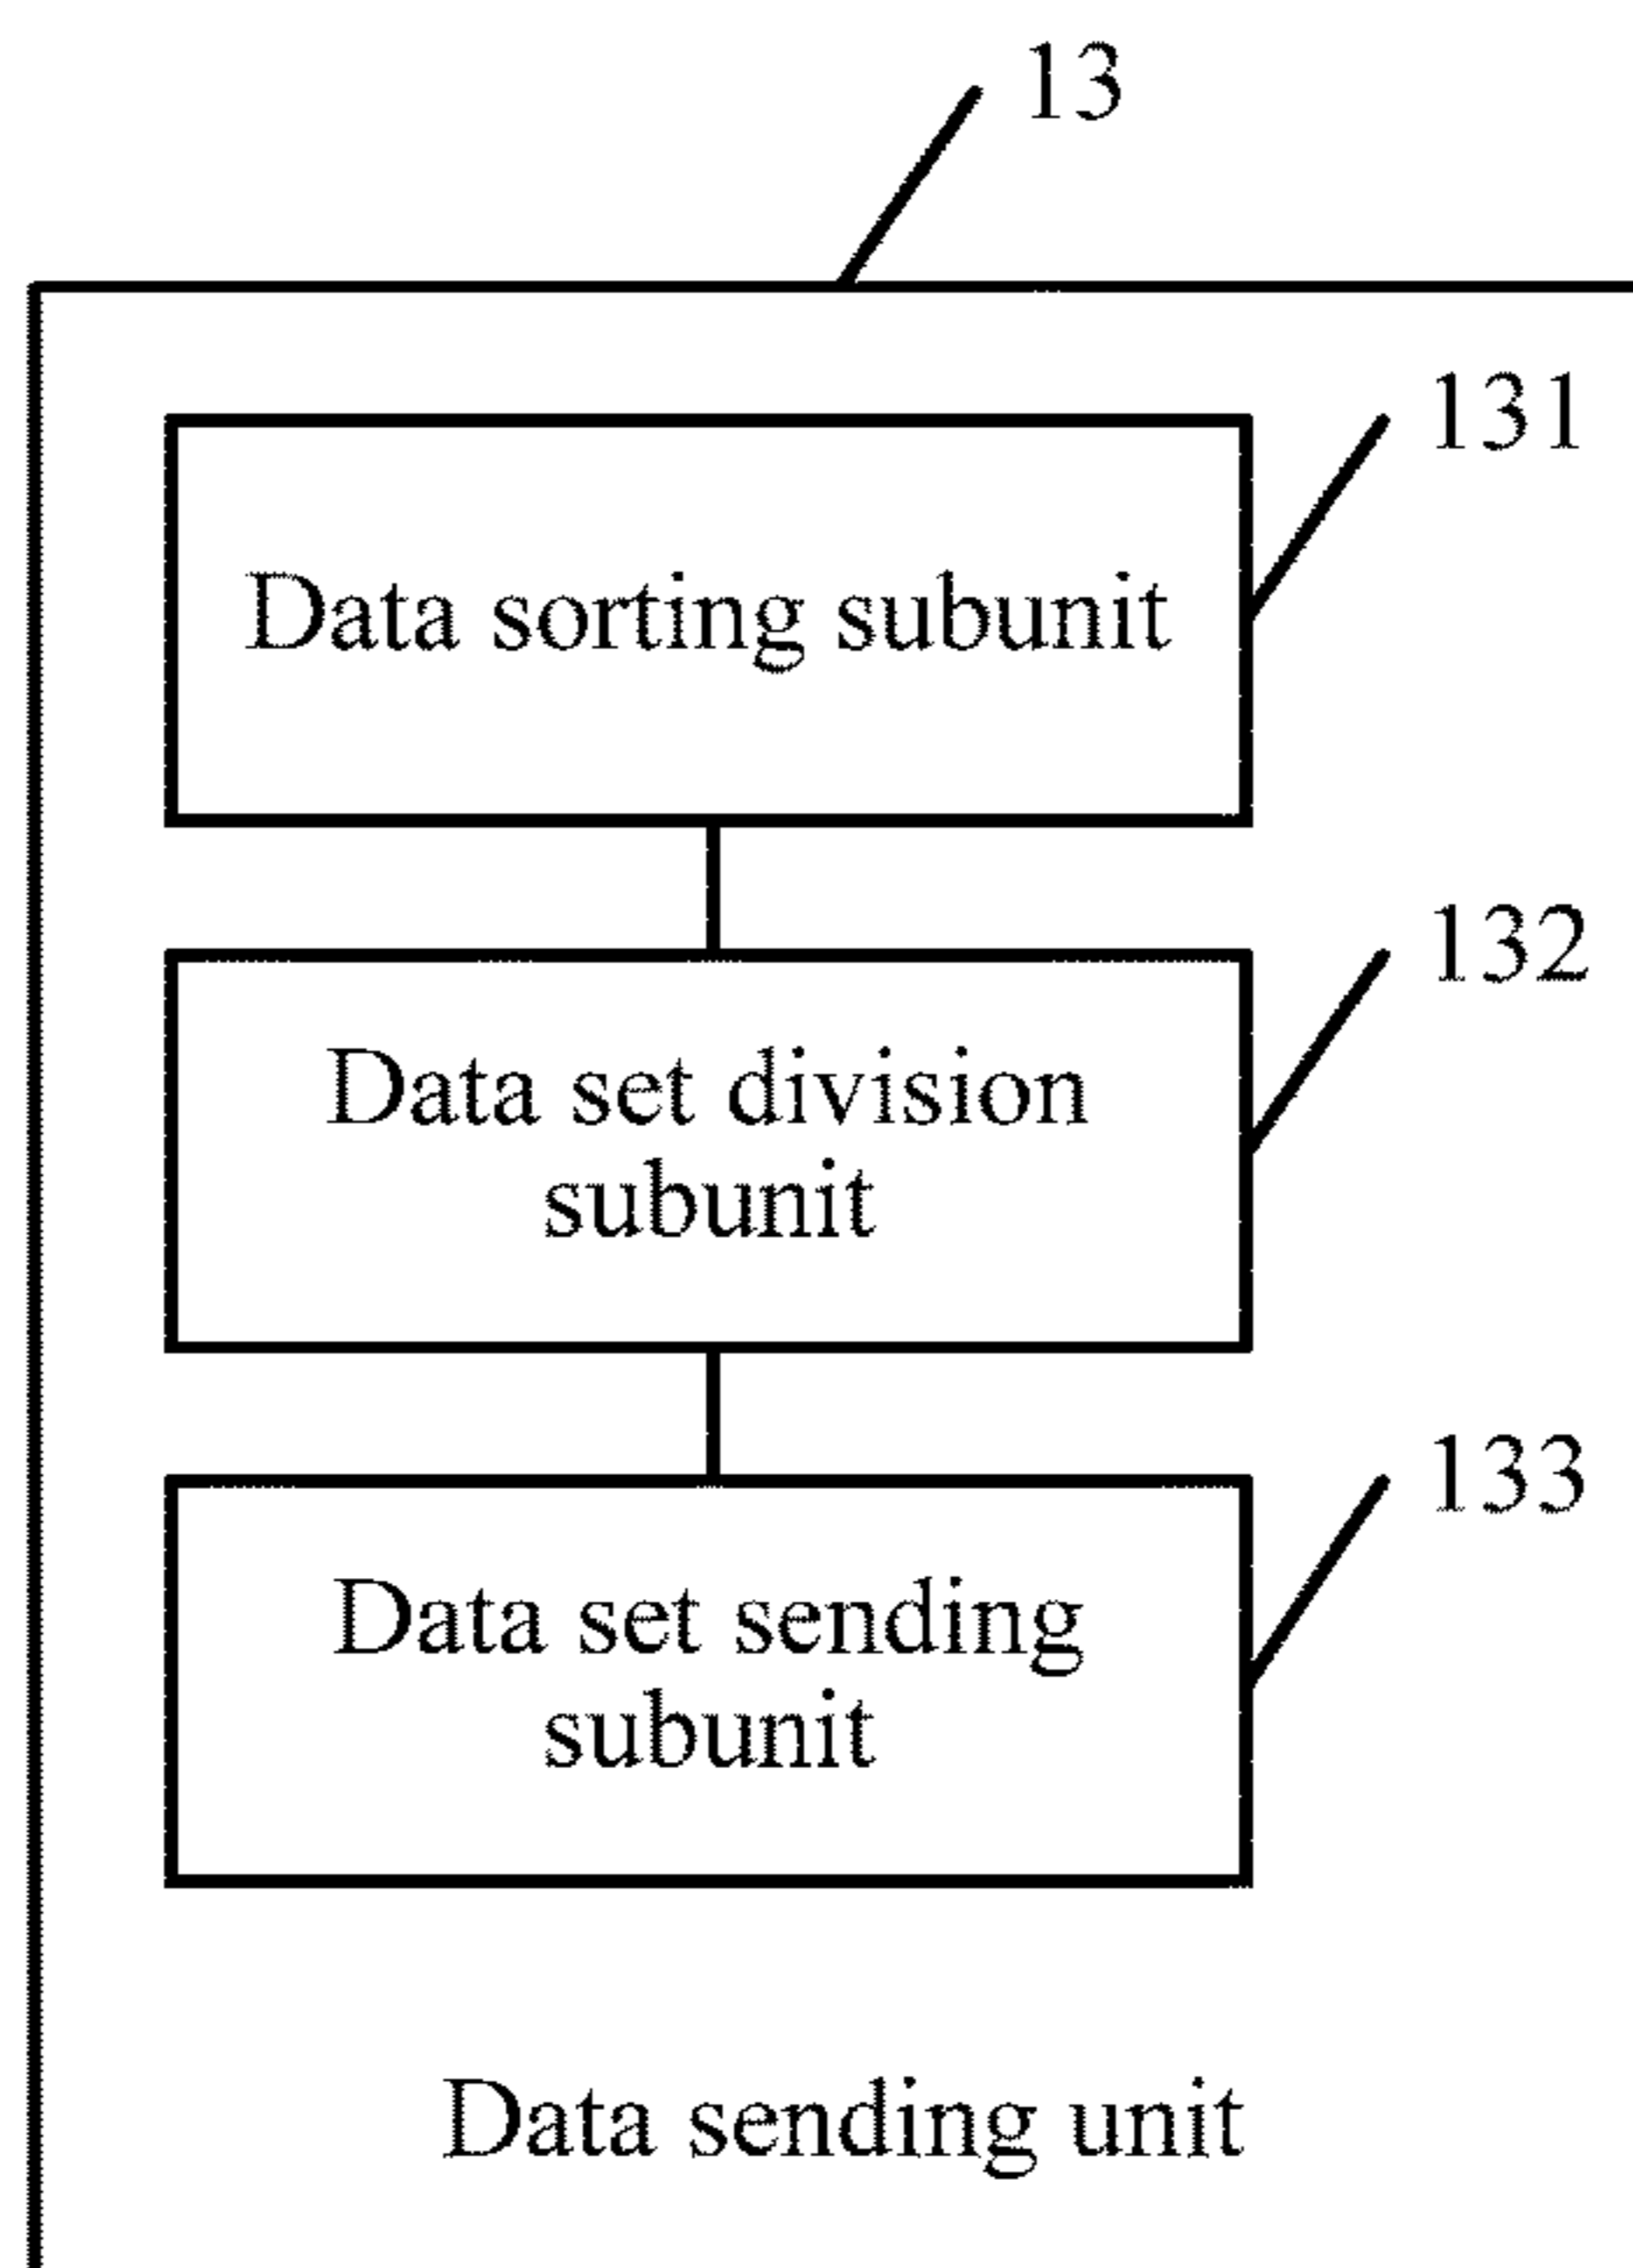 13
131
Data sorting subunit
132
Data set division
subunit
133
Data set sending
subunit
Data sending unit